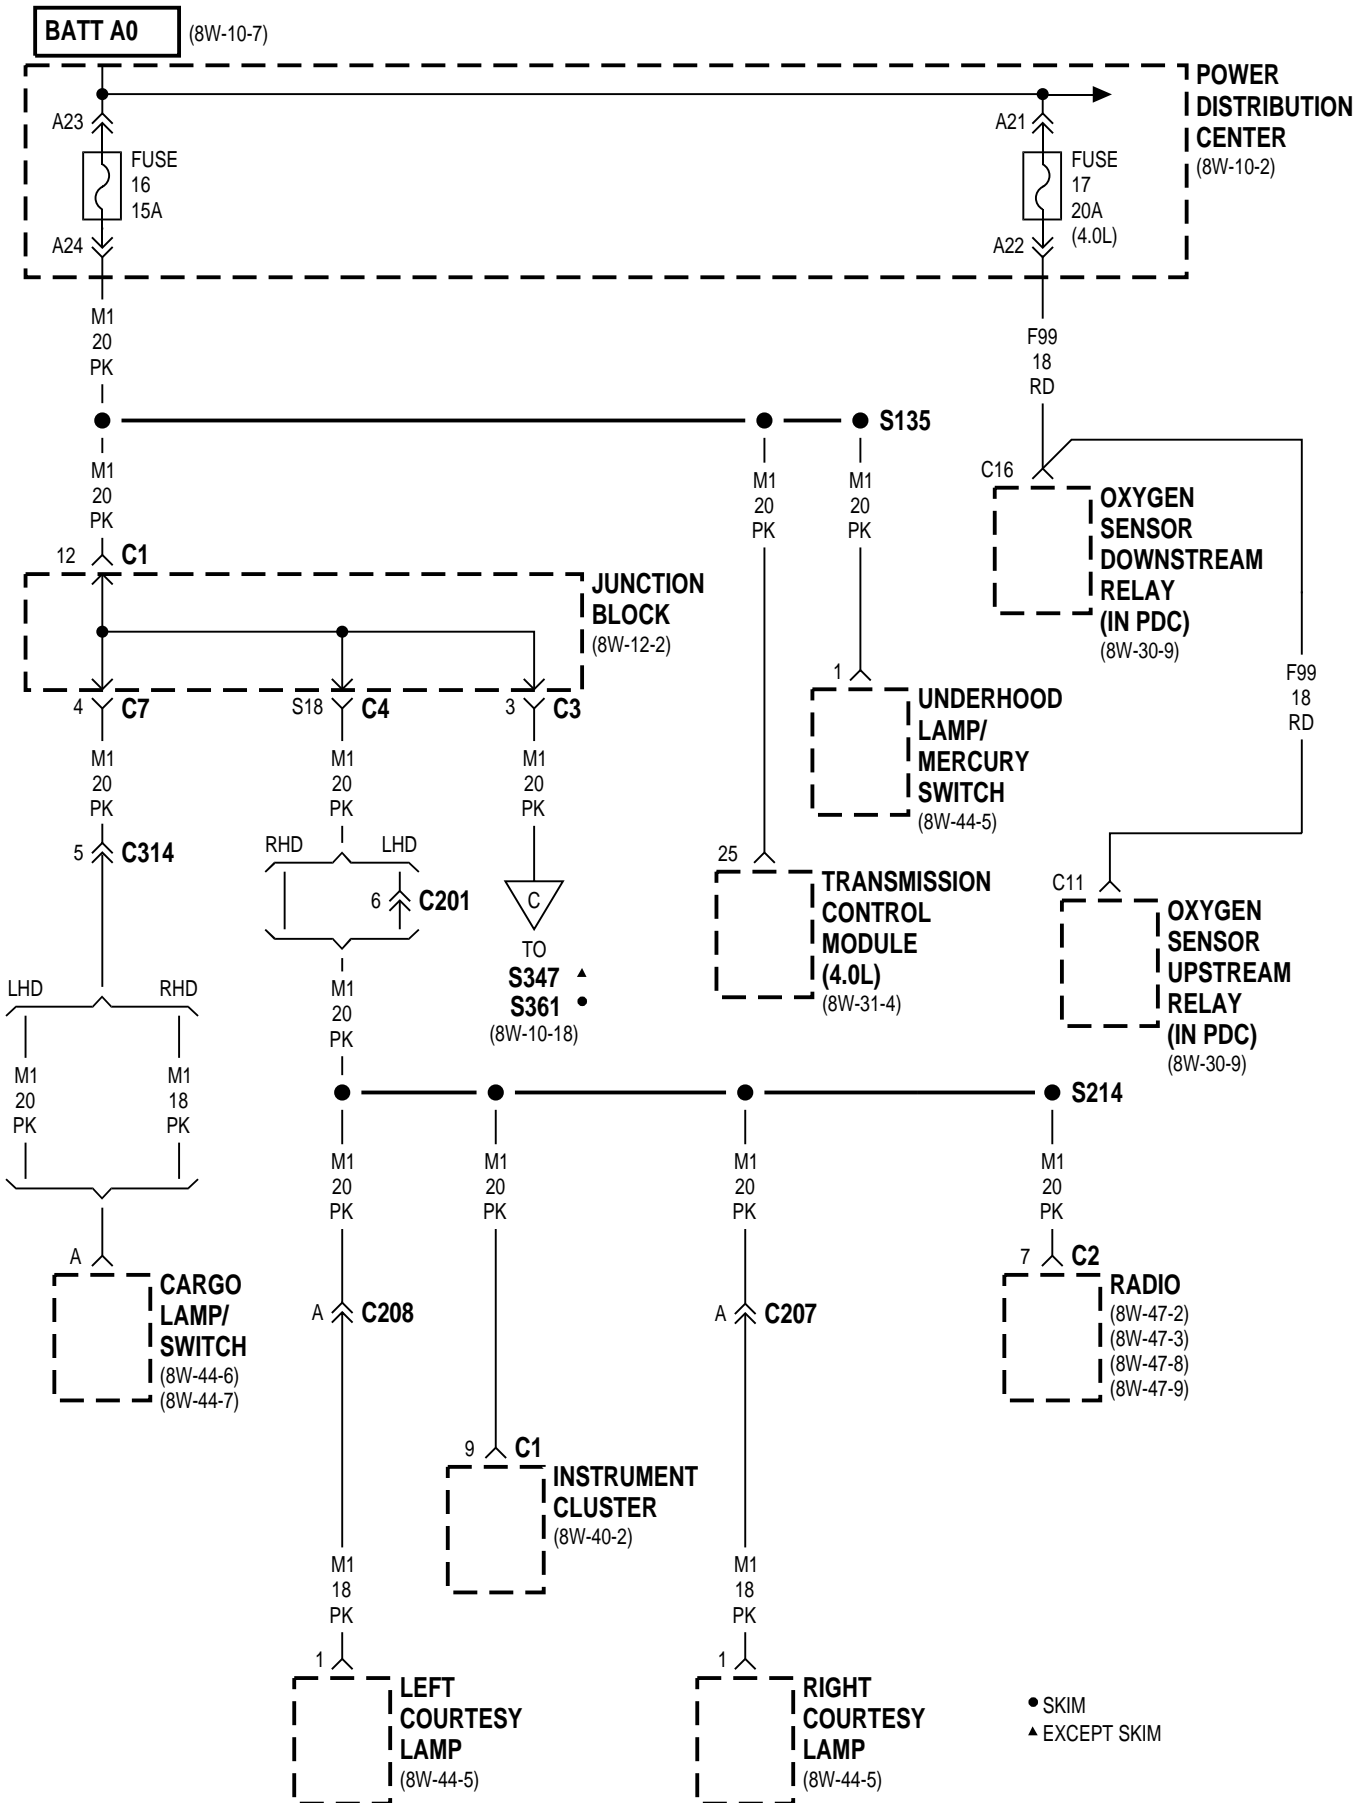 BATT A0
(8W-10-7)
POWER
DISTRIBUTION
CENTER
(8W-10-2)
A23
FUSE
16
15A
A24
A21
FUSE
17
20A
(4.0L)
A22
M1
20
PK
F99
18
RD
S135
M1
20
PK
M1
20
PK
M1
20
PK
C16
OXYGEN
SENSOR
DOWNSTREAM
RELAY
(IN PDC)
(8W-30-9)
12
C1
JUNCTION
BLOCK
(8W-12-2)
F99
18
RD
1
UNDERHOOD
LAMP/
MERCURY
SWITCH
(8W-44-5)
4
C7
S18
C4
3
C3
M1
20
PK
M1
20
PK
M1
20
PK
5
C314
RHD
LHD
6
C201
C
TO
S347 ▲
S361 ●
(8W-10-18)
25
TRANSMISSION
CONTROL
MODULE
(4.0L)
(8W-31-4)
C11
OXYGEN
SENSOR
UPSTREAM
RELAY
(IN PDC)
(8W-30-9)
LHD
RHD
M1
20
PK
M1
20
PK
M1
18
PK
S214
M1
20
PK
M1
20
PK
M1
20
PK
M1
20
PK
A
CARGO
LAMP/
SWITCH
(8W-44-6)
(8W-44-7)
A
C208
A
C207
7
C2
RADIO
(8W-47-2)
(8W-47-3)
(8W-47-8)
(8W-47-9)
9
C1
INSTRUMENT
CLUSTER
(8W-40-2)
M1
18
PK
M1
18
PK
1
LEFT
COURTESY
LAMP
(8W-44-5)
1
RIGHT
COURTESY
LAMP
(8W-44-5)
● SKIM
▲ EXCEPT SKIM